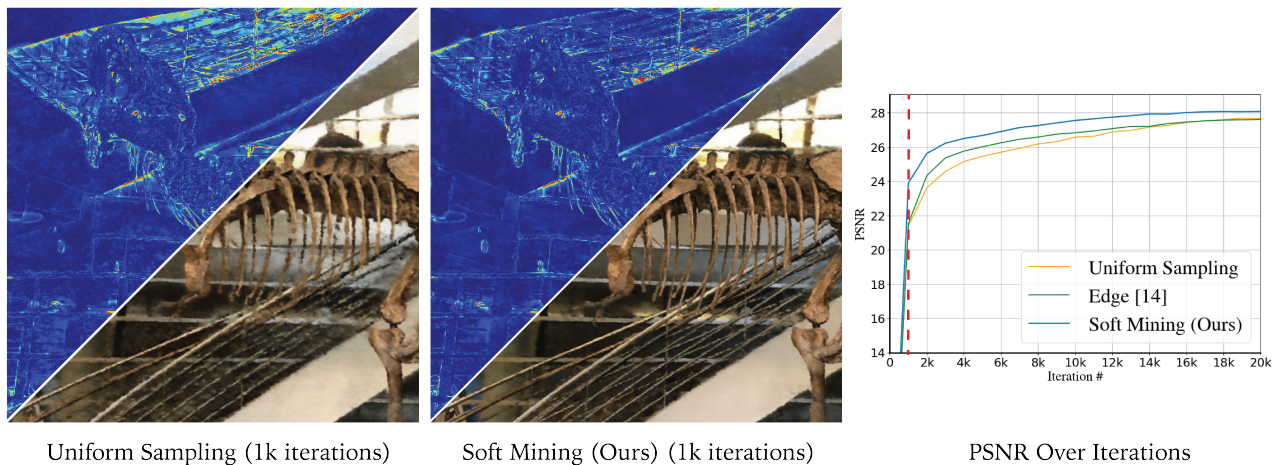 28
26
24
22
20
18
16
14
PSNR
Uniform Sampling
Edge [14]
Soft Mining (Ours)
0 2k 4k 6k 8k 10k 12k 14k 16k 18k 20k
Iteration #
Uniform Sampling (1k iterations)
Soft Mining (Ours) (1k iterations)
PSNR Over Iterations